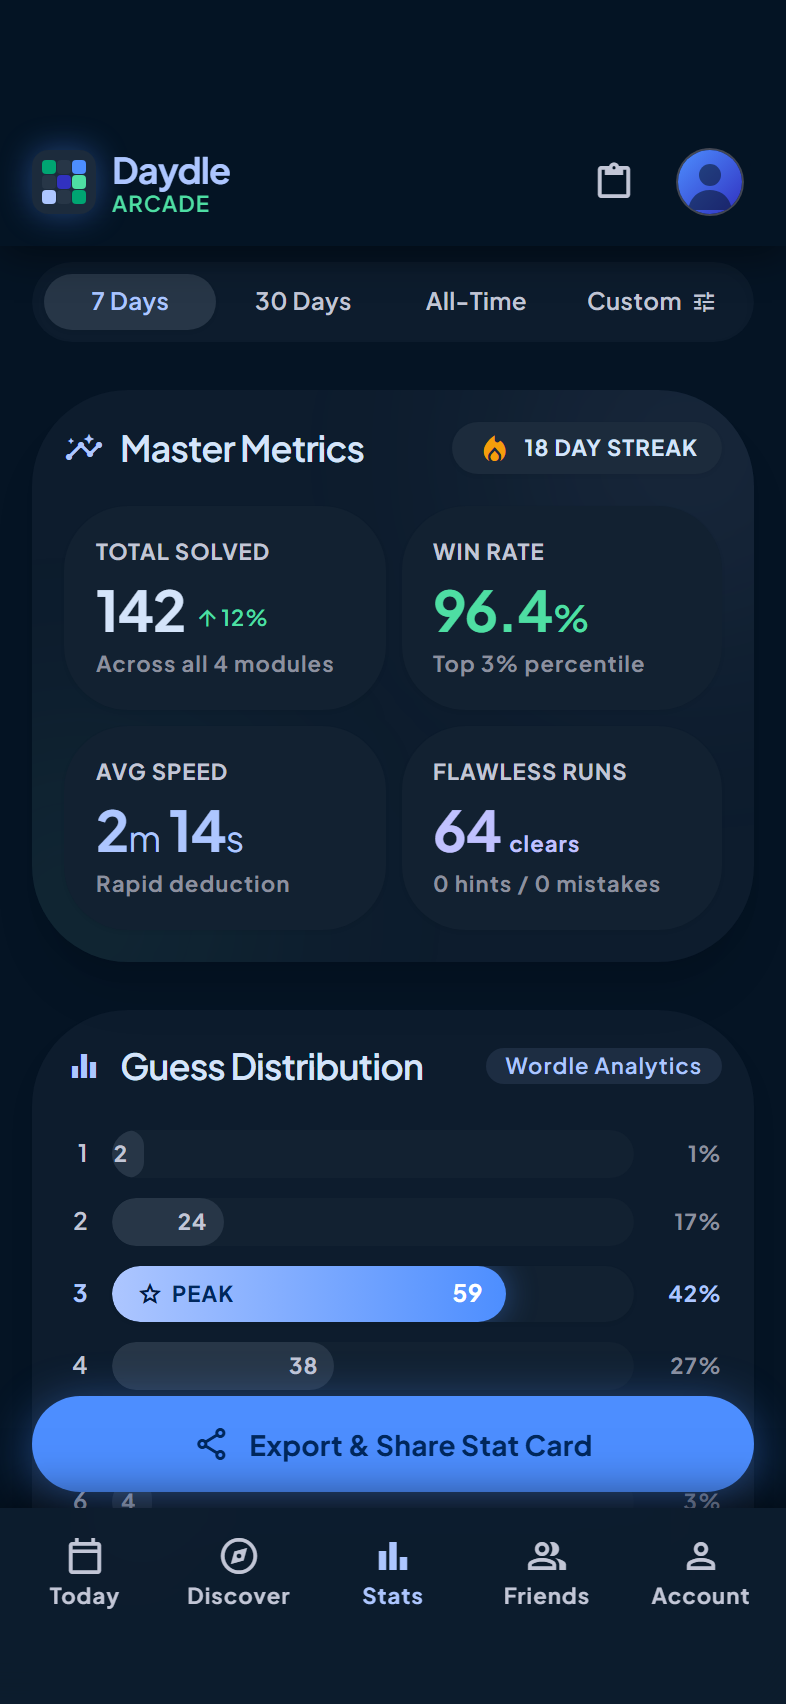 Daydle
ARCADE
7 Days 30 Days All-Time Custom
Master Metrics 18 DAY STREAK
TOTAL SOLVED
142 ↑ 12%
Across all 4 modules
WIN RATE
96.4%
Top 3% percentile
AVG SPEED
2m 14s
Rapid deduction
FLAWLESS RUNS
64 clears
0 hints / 0 mistakes
Guess Distribution Wordle Analytics
1 2 1%
2 24 17%
3 PEAK 59 42%
4 38 27%
Export & Share Stat Card
6 4 3%
Today Discover Stats Friends Account